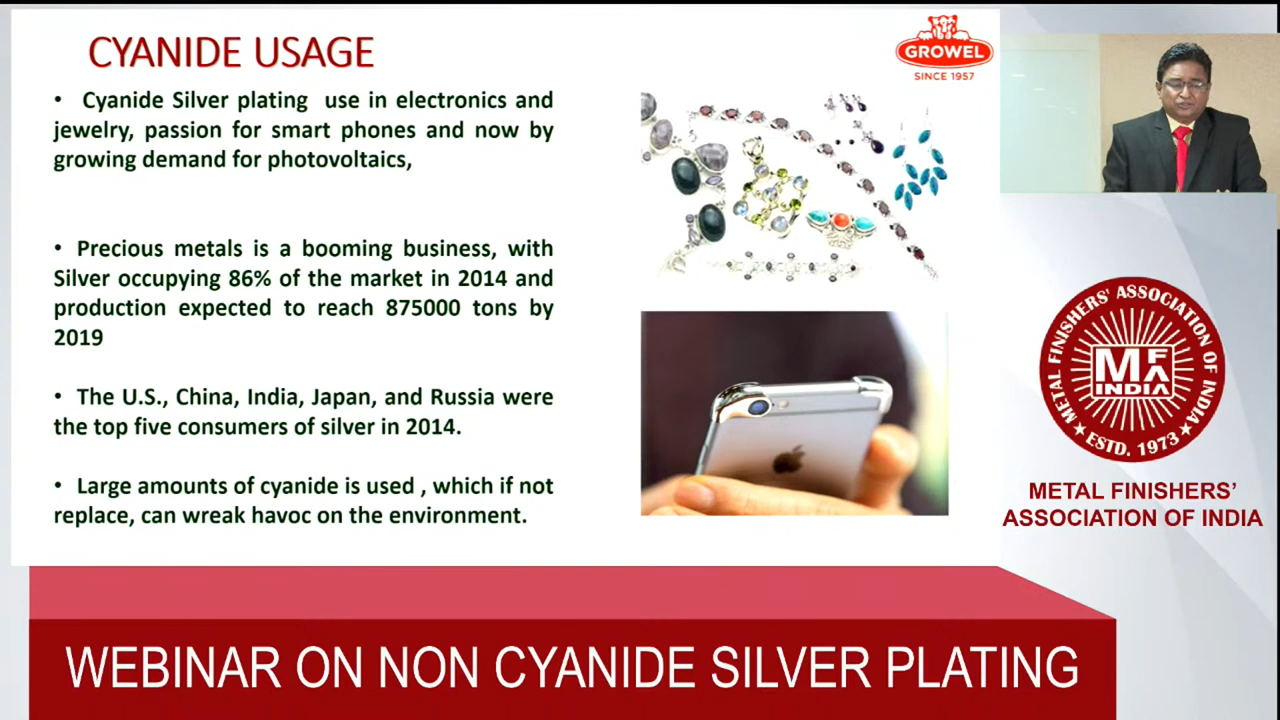 CYANIDE USAGE
• Cyanide Silver plating use in electronics and
jewelry, passion for smart phones and now by
growing demand for photovoltaics,
• Precious metals is a booming business, with
Silver occupying 86% of the market in 2014 and
production expected to reach 875000 tons by
2019
• The U.S., China, India, Japan, and Russia were
the top five consumers of silver in 2014.
• Large amounts of cyanide is used , which if not
replace, can wreak havoc on the environment.
GROWEL
SINCE 1957
METAL FINISHERS' ASSOCIATION OF INDIA
MFA
INDIA
ESTD. 1973
METAL FINISHERS’
ASSOCIATION OF INDIA
WEBINAR ON NON CYANIDE SILVER PLATING